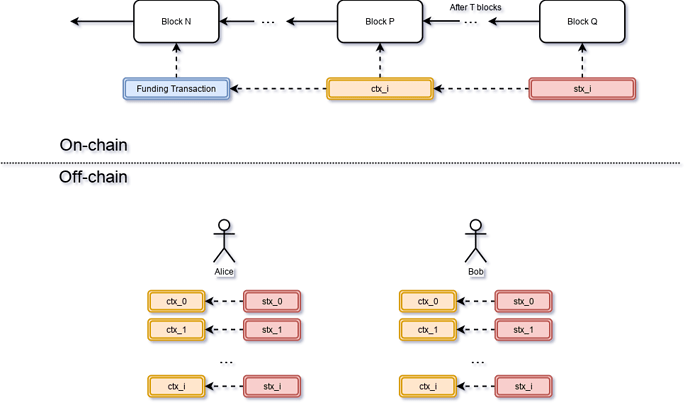 After T blocks
Block N
...
Block P
...
Block Q
Funding Transaction
ctx_i
stx_i
On-chain
Off-chain
Alice
Bob
ctx_0
stx_0
ctx_0
stx_0
ctx_1
stx_1
ctx_1
stx_1
...
...
ctx_i
stx_i
ctx_i
stx_i